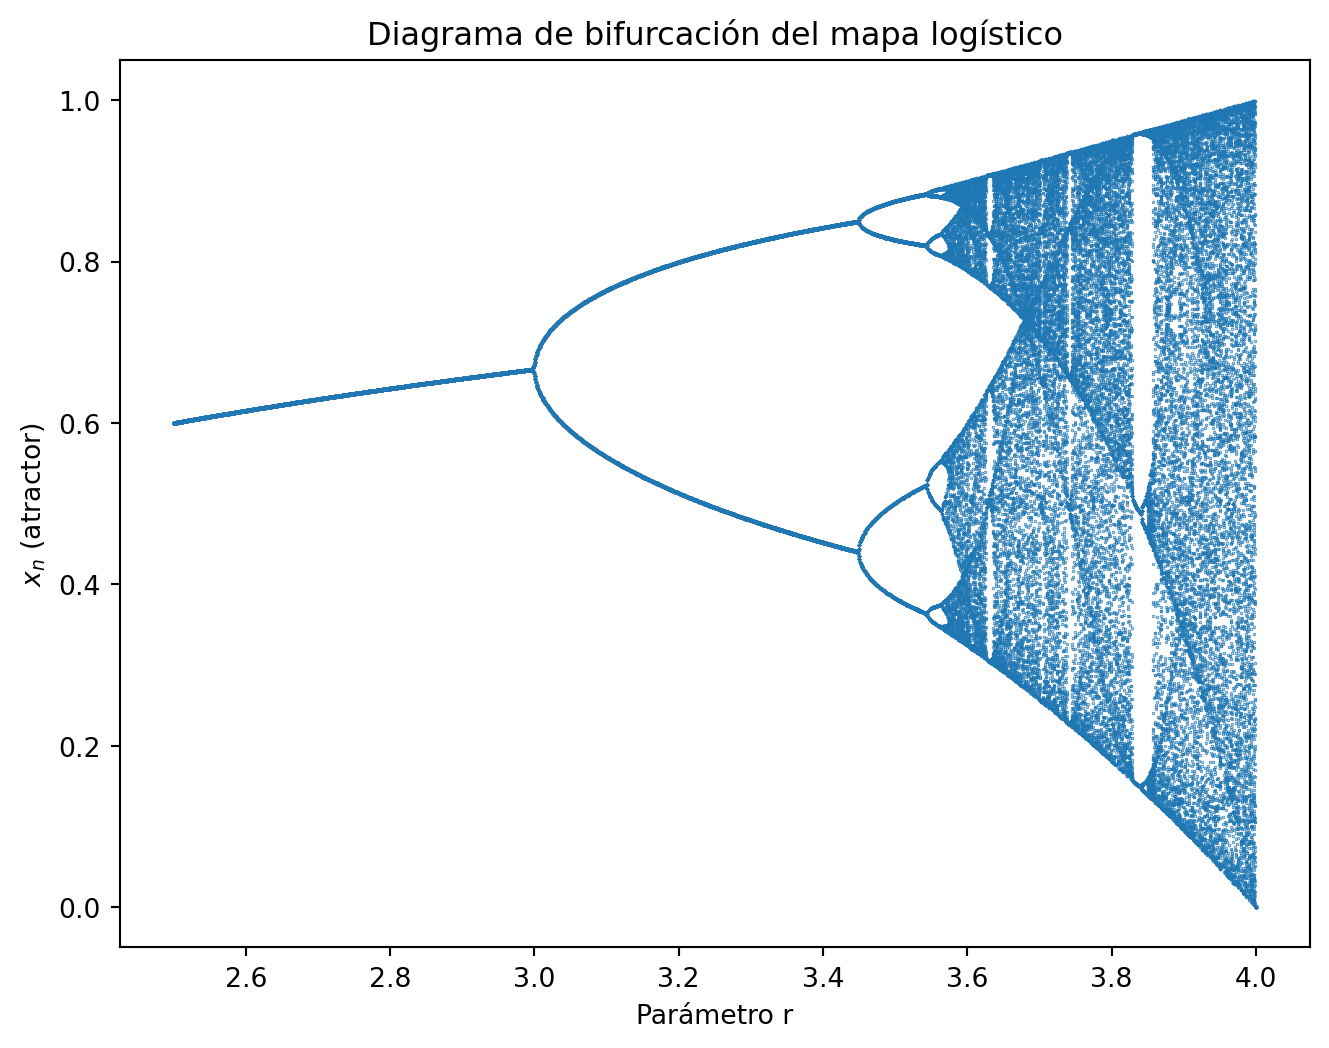 Diagrama de bifurcación del mapa logístico
1.0
0.8
0.6
0.4
0.2
0.0
x_n (atractor)
2.6 2.8 3.0 3.2 3.4 3.6 3.8 4.0
Parámetro r